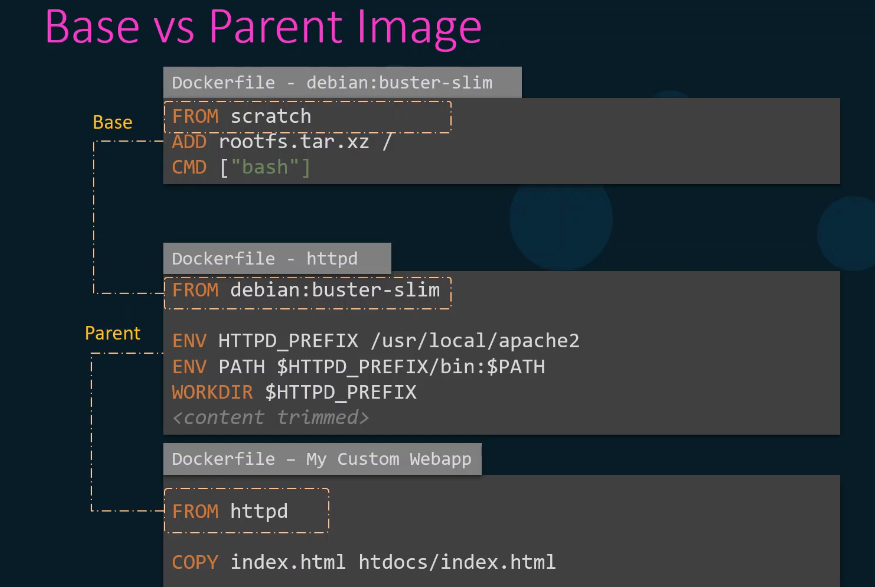 Base vs Parent Image
Dockerfile - debian:buster-slim
Base
FROM scratch
ADD rootfs.tar.xz /
CMD ["bash"]
Dockerfile - httpd
FROM debian:buster-slim
Parent
ENV HTTPD_PREFIX /usr/local/apache2
ENV PATH $HTTPD_PREFIX/bin:$PATH
WORKDIR $HTTPD_PREFIX
<content trimmed>
Dockerfile – My Custom Webapp
FROM httpd
COPY index.html htdocs/index.html